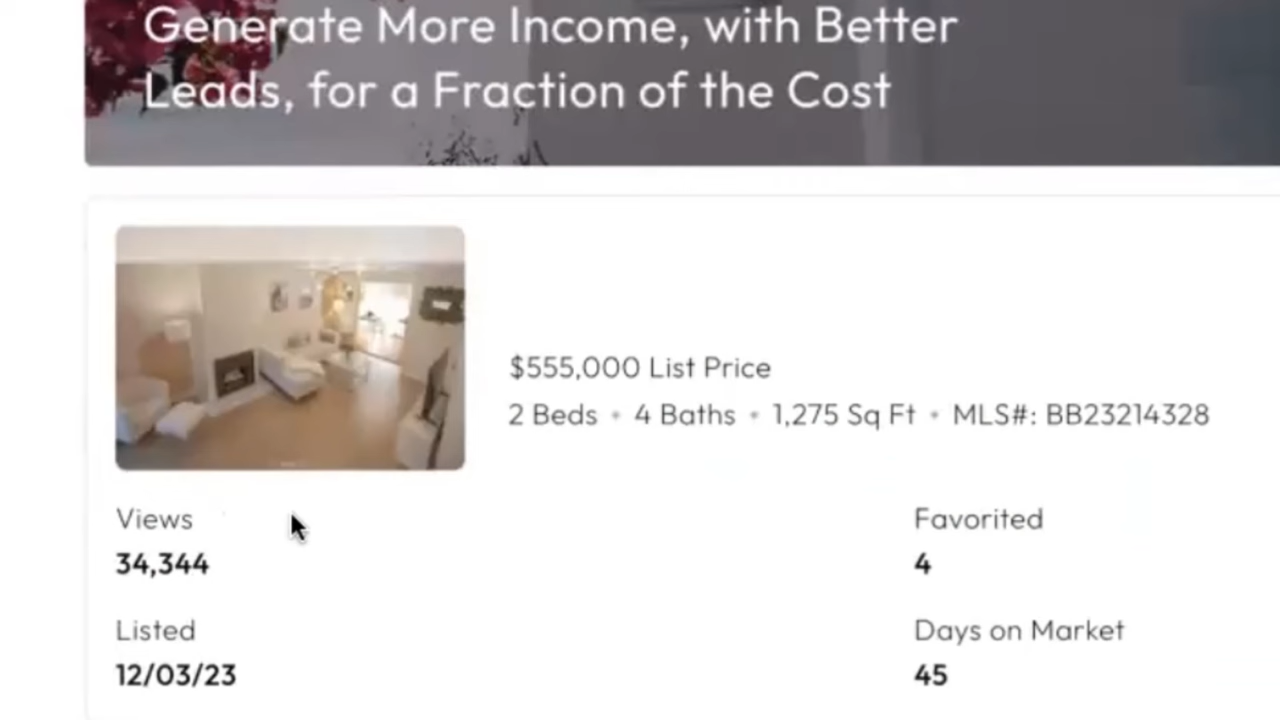 Generate More Income, with Better
Leads, for a Fraction of the Cost
$555,000 List Price
2 Beds • 4 Baths • 1,275 Sq Ft • MLS#: BB23214328
Views
Favorited
34,344
4
Listed
Days on Market
12/03/23
45